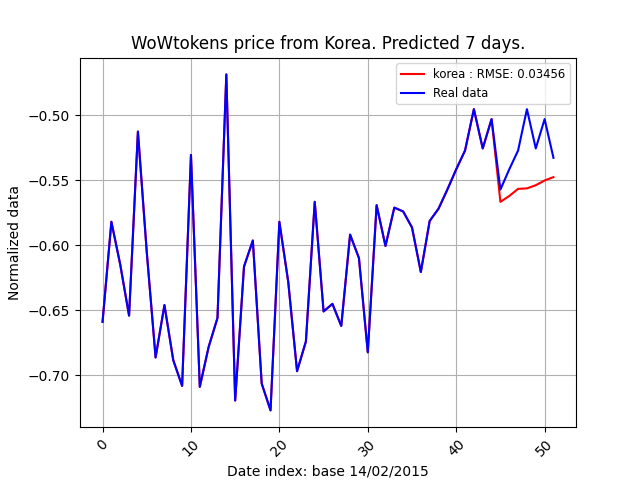 WoWtokens price from Korea. Predicted 7 days.
korea : RMSE: 0.03456
Real data
Normalized data
−0.50
−0.55
−0.60
−0.65
−0.70
0
10
20
30
40
50
Date index: base 14/02/2015